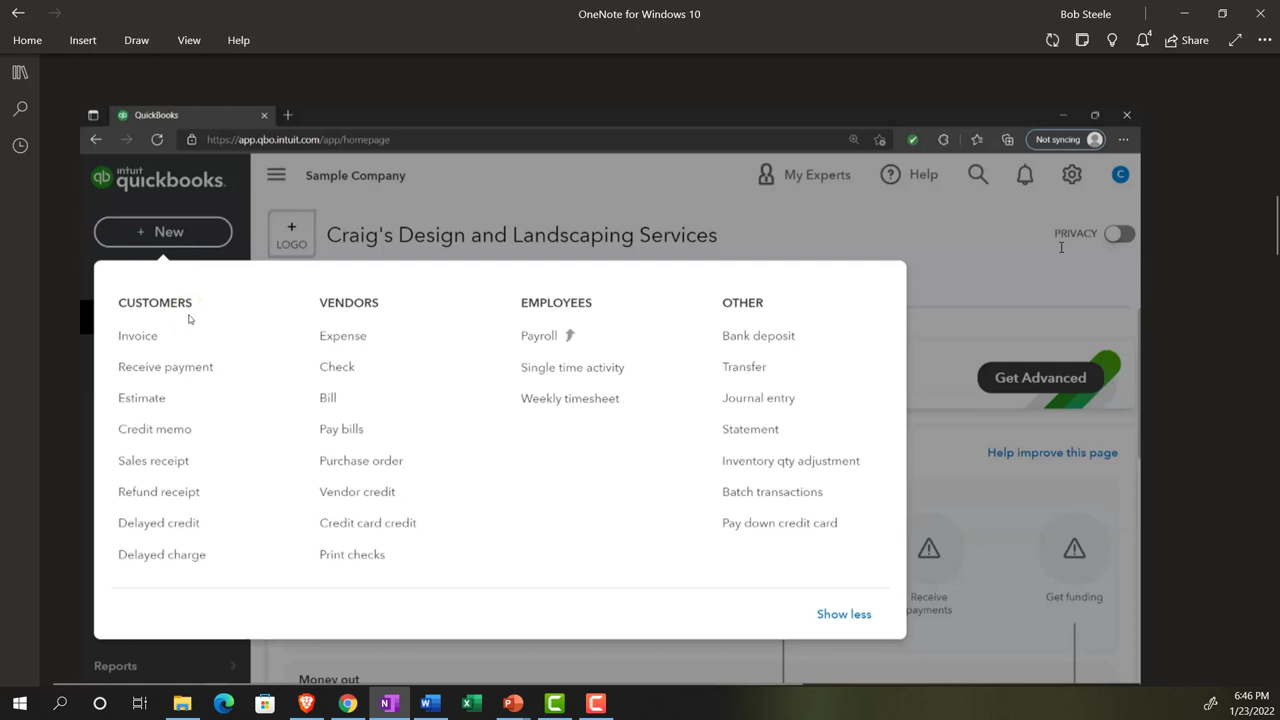 OneNote for Windows 10
Bob Steele
Home
Insert
Draw
View
Help
4
Share
QuickBooks
https://app.qbo.intuit.com/app/homepage
Not syncing
qb intuit quickbooks.
Sample Company
My Experts
Help
C
+ New
+
LOGO
Craig's Design and Landscaping Services
PRIVACY
CUSTOMERS
Invoice
Receive payment
Estimate
Credit memo
Sales receipt
Refund receipt
Delayed credit
Delayed charge
VENDORS
Expense
Check
Bill
Pay bills
Purchase order
Vendor credit
Credit card credit
Print checks
EMPLOYEES
Payroll
Single time activity
Weekly timesheet
OTHER
Bank deposit
Transfer
Journal entry
Statement
Inventory qty adjustment
Batch transactions
Pay down credit card
Show less
Get Advanced
Help improve this page
Receive
payments
Get funding
Reports
Money out
6:46 PM
1/23/2022